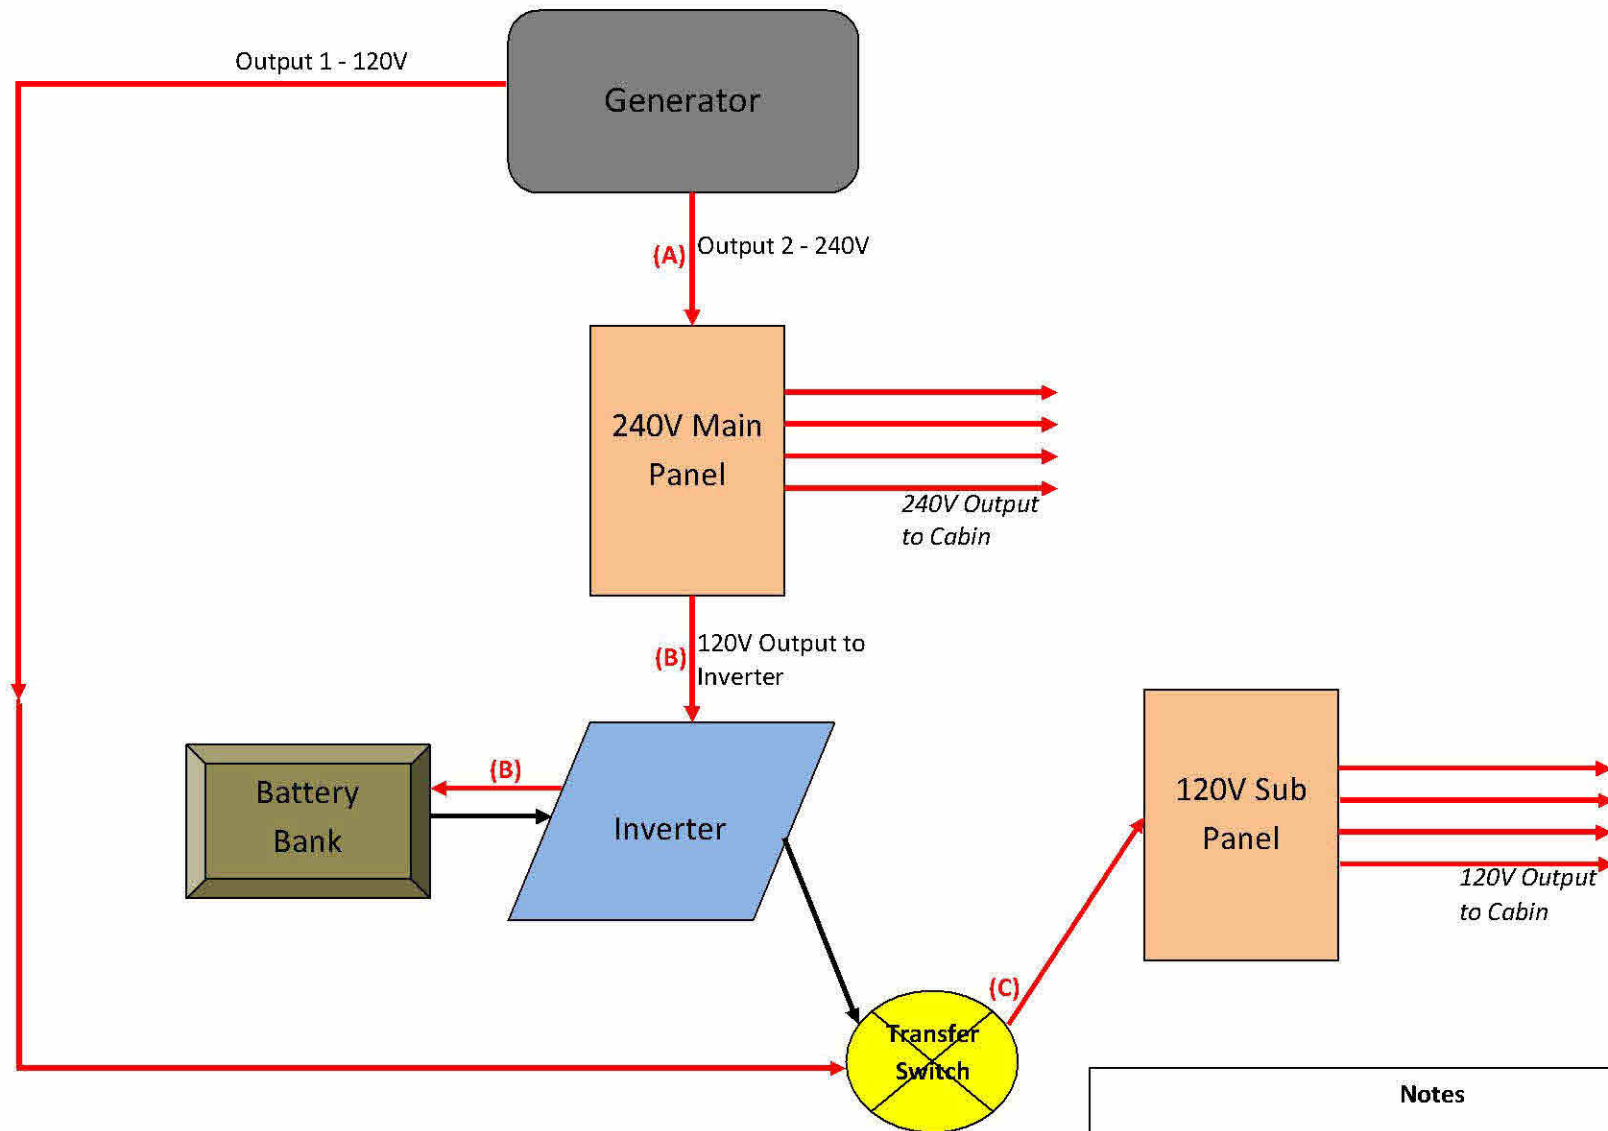 Output 1 - 120V
Generator
(A)
Output 2 - 240V
240V Main
Panel
240V Output
to Cabin
(B)
120V Output to
Inverter
Battery
Bank
(B)
Inverter
120V Sub
Panel
120V Output
to Cabin
(C)
Transfer
Switch
Notes